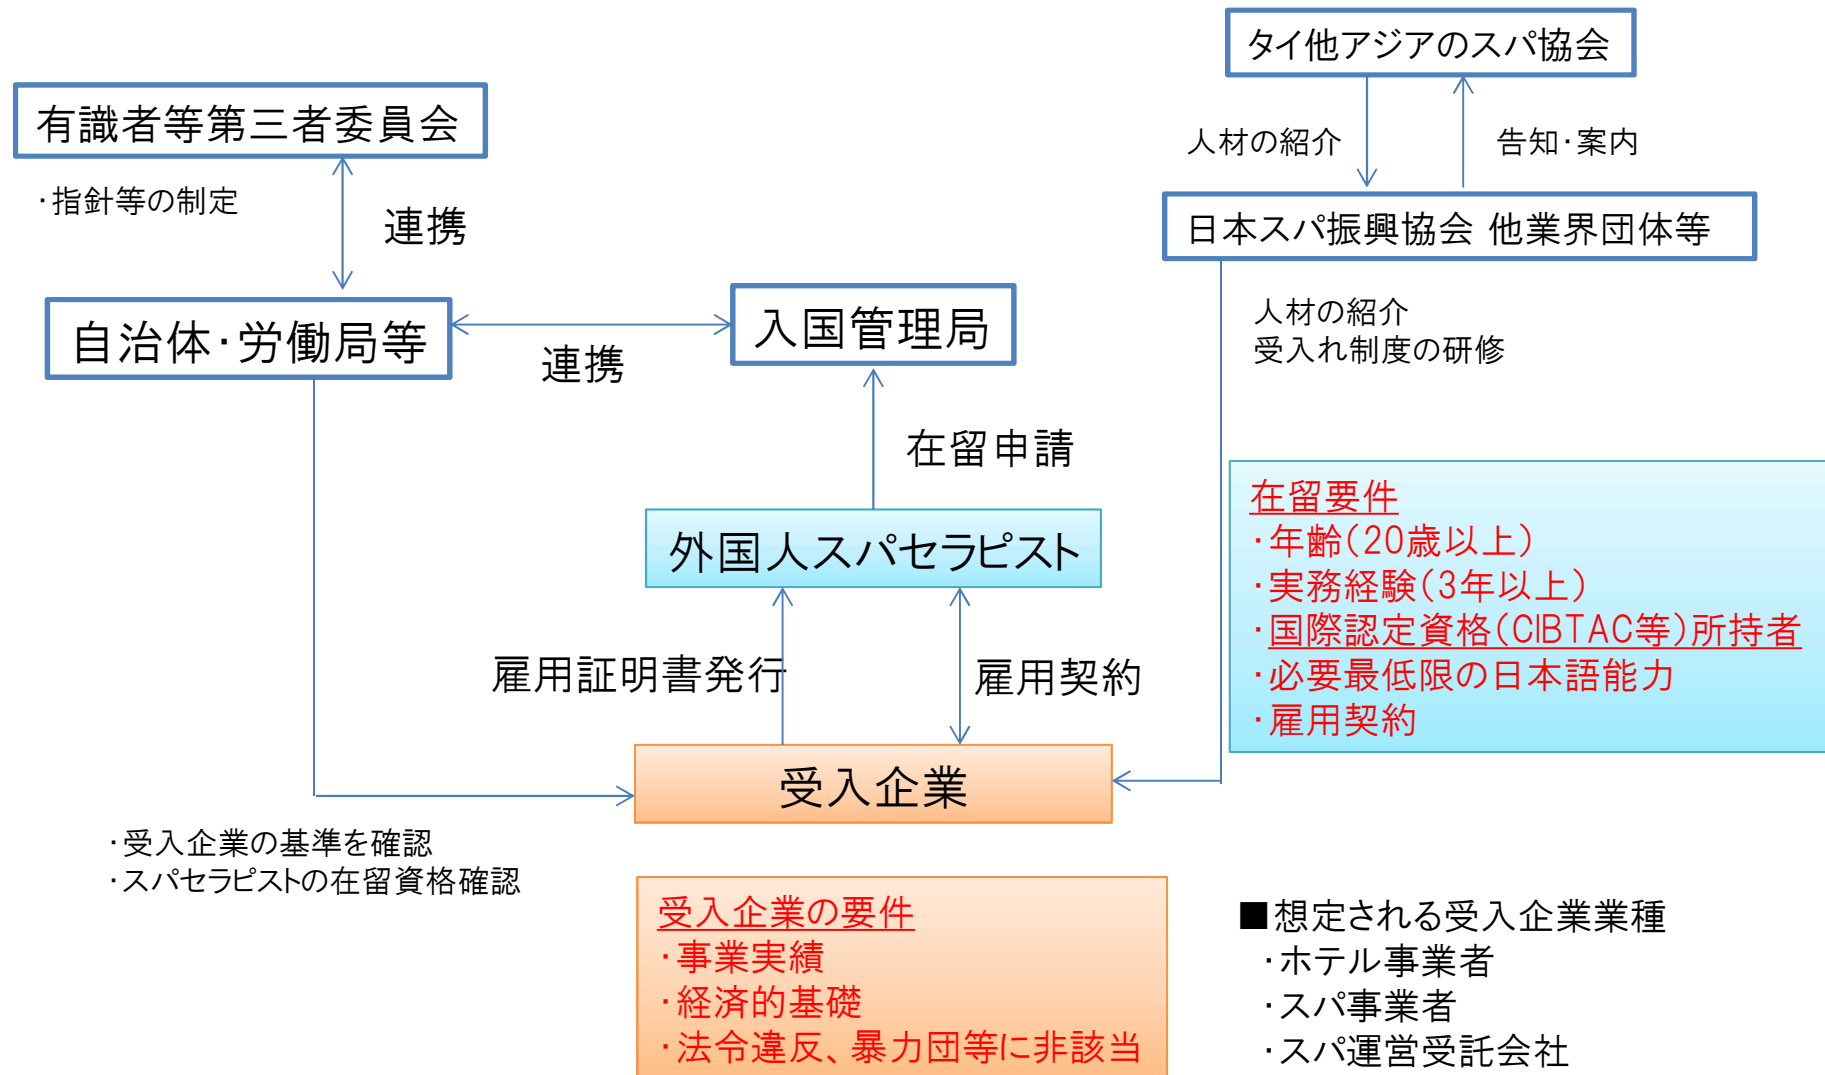 タイ他アジアのスパ協会
有識者等第三者委員会
人材の紹介
告知・案内
・指針等の制定
連携
日本スパ振興協会 他業界団体等
自治体・労働局等
入国管理局
連携
人材の紹介
受入れ制度の研修
在留申請
外国人スパセラピスト
在留要件
・年齢(20歳以上)
・実務経験(3年以上)
・国際認定資格(CIBTAC等)所持者
・必要最低限の日本語能力
・雇用契約
雇用証明書発行
雇用契約
受入企業
・受入企業の基準を確認
・スパセラピストの在留資格確認
受入企業の要件
・事業実績
・経済的基礎
・法令違反、暴力団等に非該当
■想定される受入企業業種
・ホテル事業者
・スパ事業者
・スパ運営受託会社